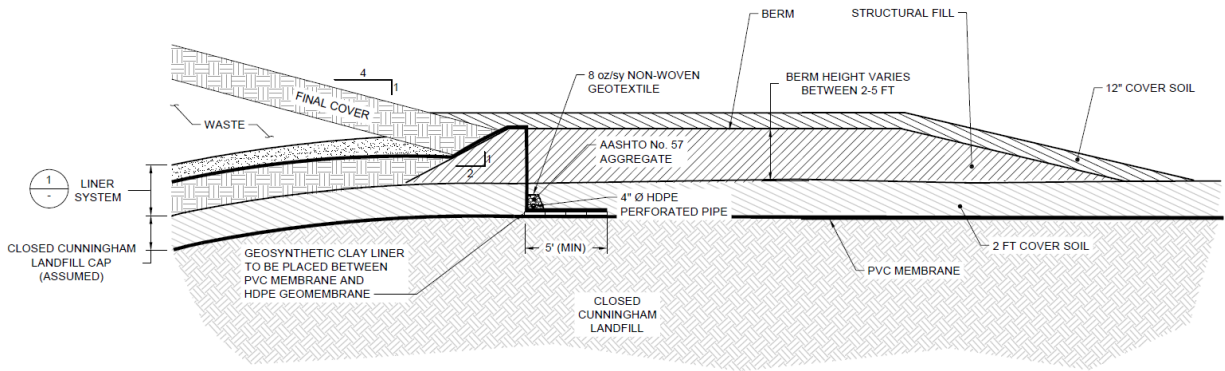 BERM
STRUCTURAL FILL
8 oz/sy NON-WOVEN
GEOTEXTILE
BERM HEIGHT VARIES
BETWEEN 2-5 FT
12" COVER SOIL
4
1
FINAL COVER
WASTE
AASHTO No. 57
AGGREGATE
1
2
1
-
LINER
SYSTEM
4" Ø HDPE
PERFORATED PIPE
CLOSED CUNNINGHAM
LANDFILL CAP
(ASSUMED)
GEOSYNTHETIC CLAY LINER
TO BE PLACED BETWEEN
PVC MEMBRANE AND
HDPE GEOMEMBRANE
5' (MIN)
2 FT COVER SOIL
PVC MEMBRANE
CLOSED
CUNNINGHAM
LANDFILL